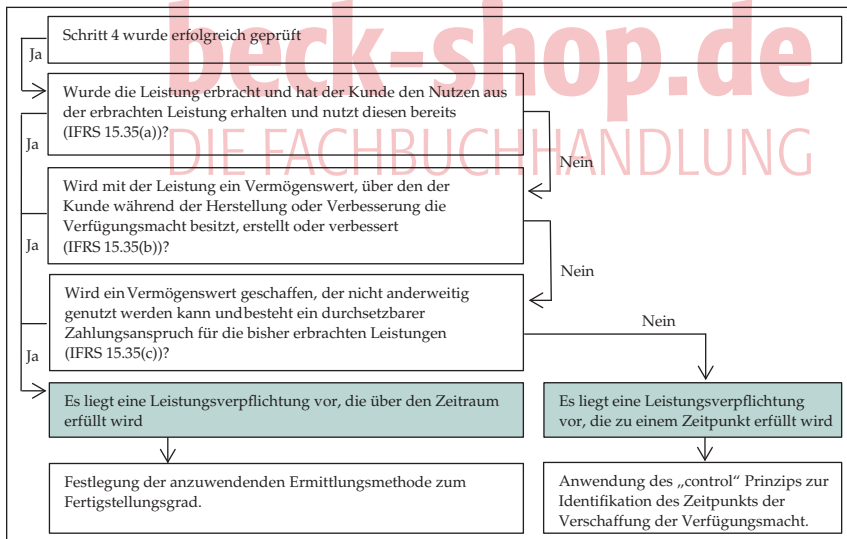 beck-shop.de
DIE FACHBUCHHANDLUNG
Schritt 4 wurde erfolgreich geprüft
Ja
Wurde die Leistung erbracht und hat der Kunde den Nutzen aus
der erbrachten Leistung erhalten und nutzt diesen bereits
(IFRS 15.35(a))?
Ja
Nein
Wird mit der Leistung ein Vermögenswert, über den der
Kunde während der Herstellung oder Verbesserung die
Verfügungsmacht besitzt, erstellt oder verbessert
(IFRS 15.35(b))?
Ja
Nein
Wird ein Vermögenswert geschaffen, der nicht anderweitig
genutzt werden kann undbesteht ein durchsetzbarer
Zahlungsanspruch für die bisher erbrachten Leistungen
(IFRS 15.35(c))?
Ja
Nein
Es liegt eine Leistungsverpflichtung vor, die über den Zeitraum
erfüllt wird
Es liegt eine Leistungsverpflichtung
vor, die zu einem Zeitpunkt erfüllt wird
Festlegung der anzuwendenden Ermittlungsmethode zum
Fertigstellungsgrad.
Anwendung des „control“ Prinzips zur
Identifikation des Zeitpunkts der
Verschaffung der Verfügungsmacht.